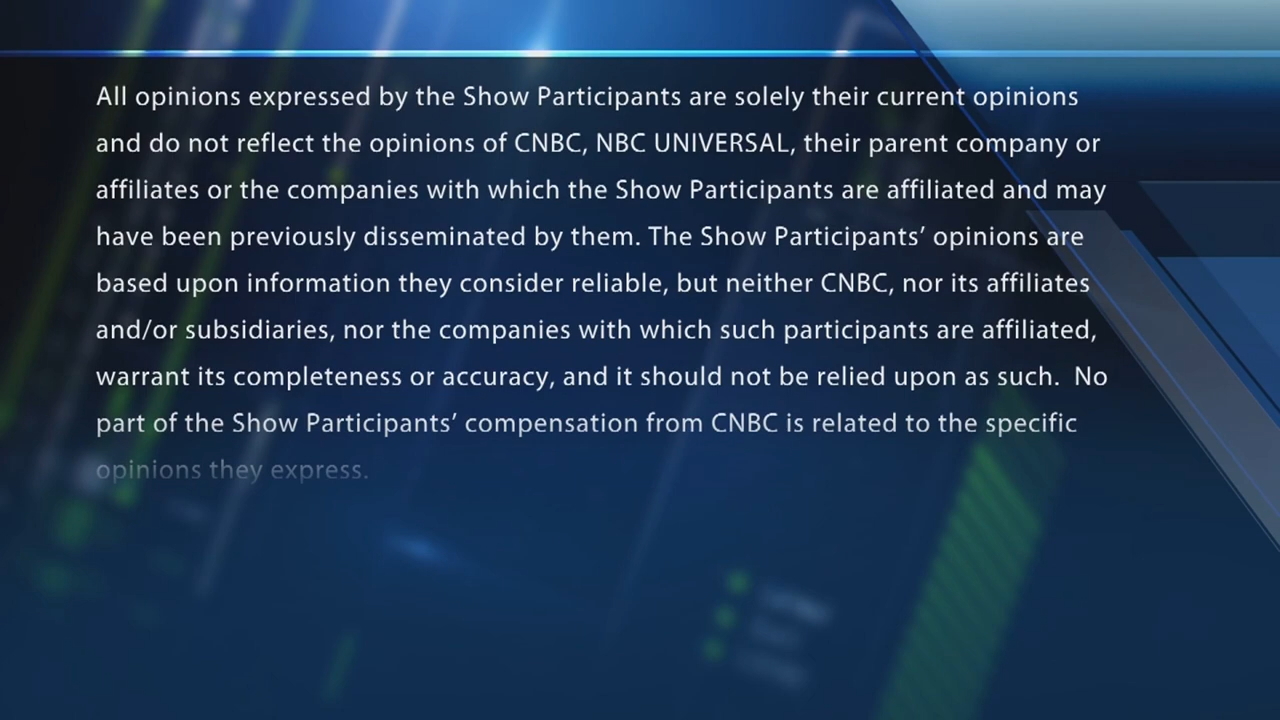 All opinions expressed by the Show Participants are solely their current opinions
and do not reflect the opinions of CNBC, NBC UNIVERSAL, their parent company or
affiliates or the companies with which the Show Participants are affiliated and may
have been previously disseminated by them. The Show Participants’ opinions are
based upon information they consider reliable, but neither CNBC, nor its affiliates
and/or subsidiaries, nor the companies with which such participants are affiliated,
warrant its completeness or accuracy, and it should not be relied upon as such.  No
part of the Show Participants’ compensation from CNBC is related to the specific
opinions they express.